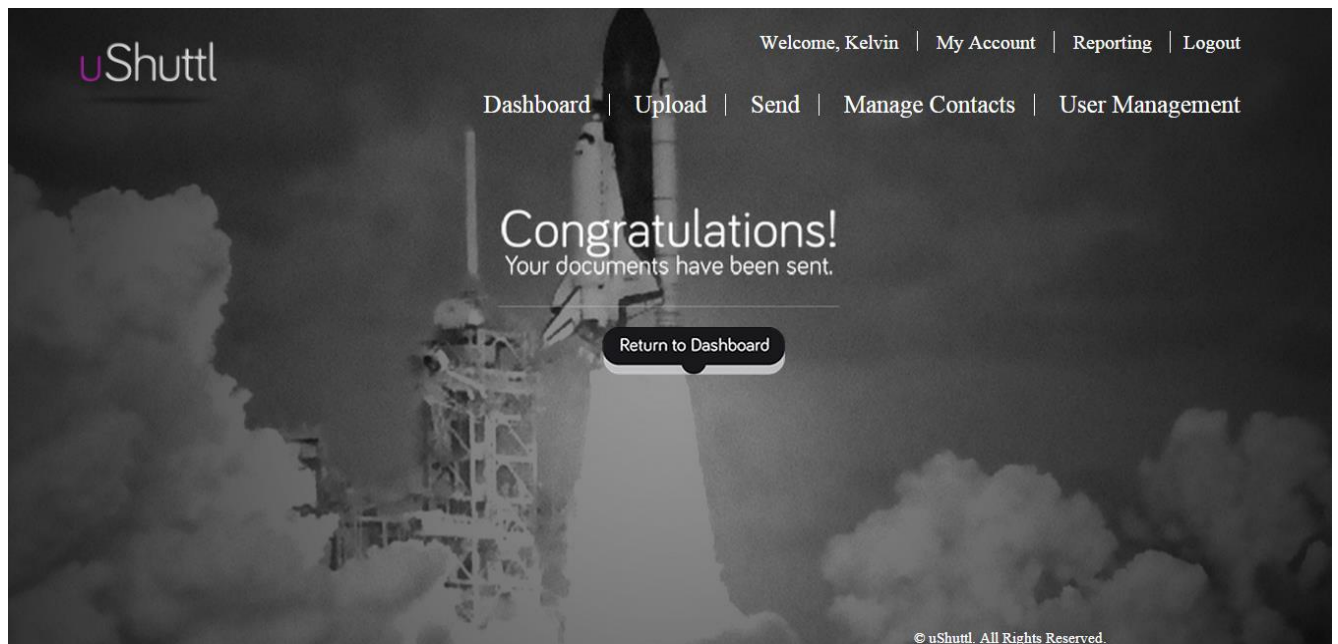 uShuttl
Welcome, Kelvin | My Account | Reporting | Logout
Dashboard | Upload | Send | Manage Contacts | User Management
Congratulations!
Your documents have been sent.
Return to Dashboard
© uShuttl. All Rights Reserved.